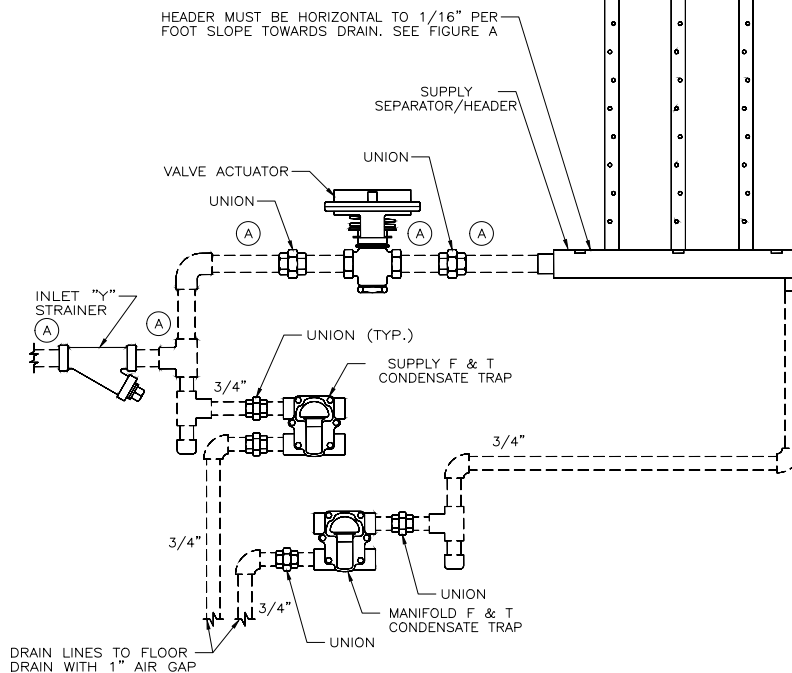 HEADER MUST BE HORIZONTAL TO 1/16" PER
FOOT SLOPE TOWARDS DRAIN. SEE FIGURE A
SUPPLY
SEPARATOR/HEADER
UNION
VALVE ACTUATOR
UNION
A
A
A
INLET "Y"
STRAINER
A
A
UNION (TYP.)
SUPPLY F & T
CONDENSATE TRAP
3/4"
3/4"
3/4"
3/4"
UNION
MANIFOLD F & T
CONDENSATE TRAP
UNION
DRAIN LINES TO FLOOR
DRAIN WITH 1" AIR GAP